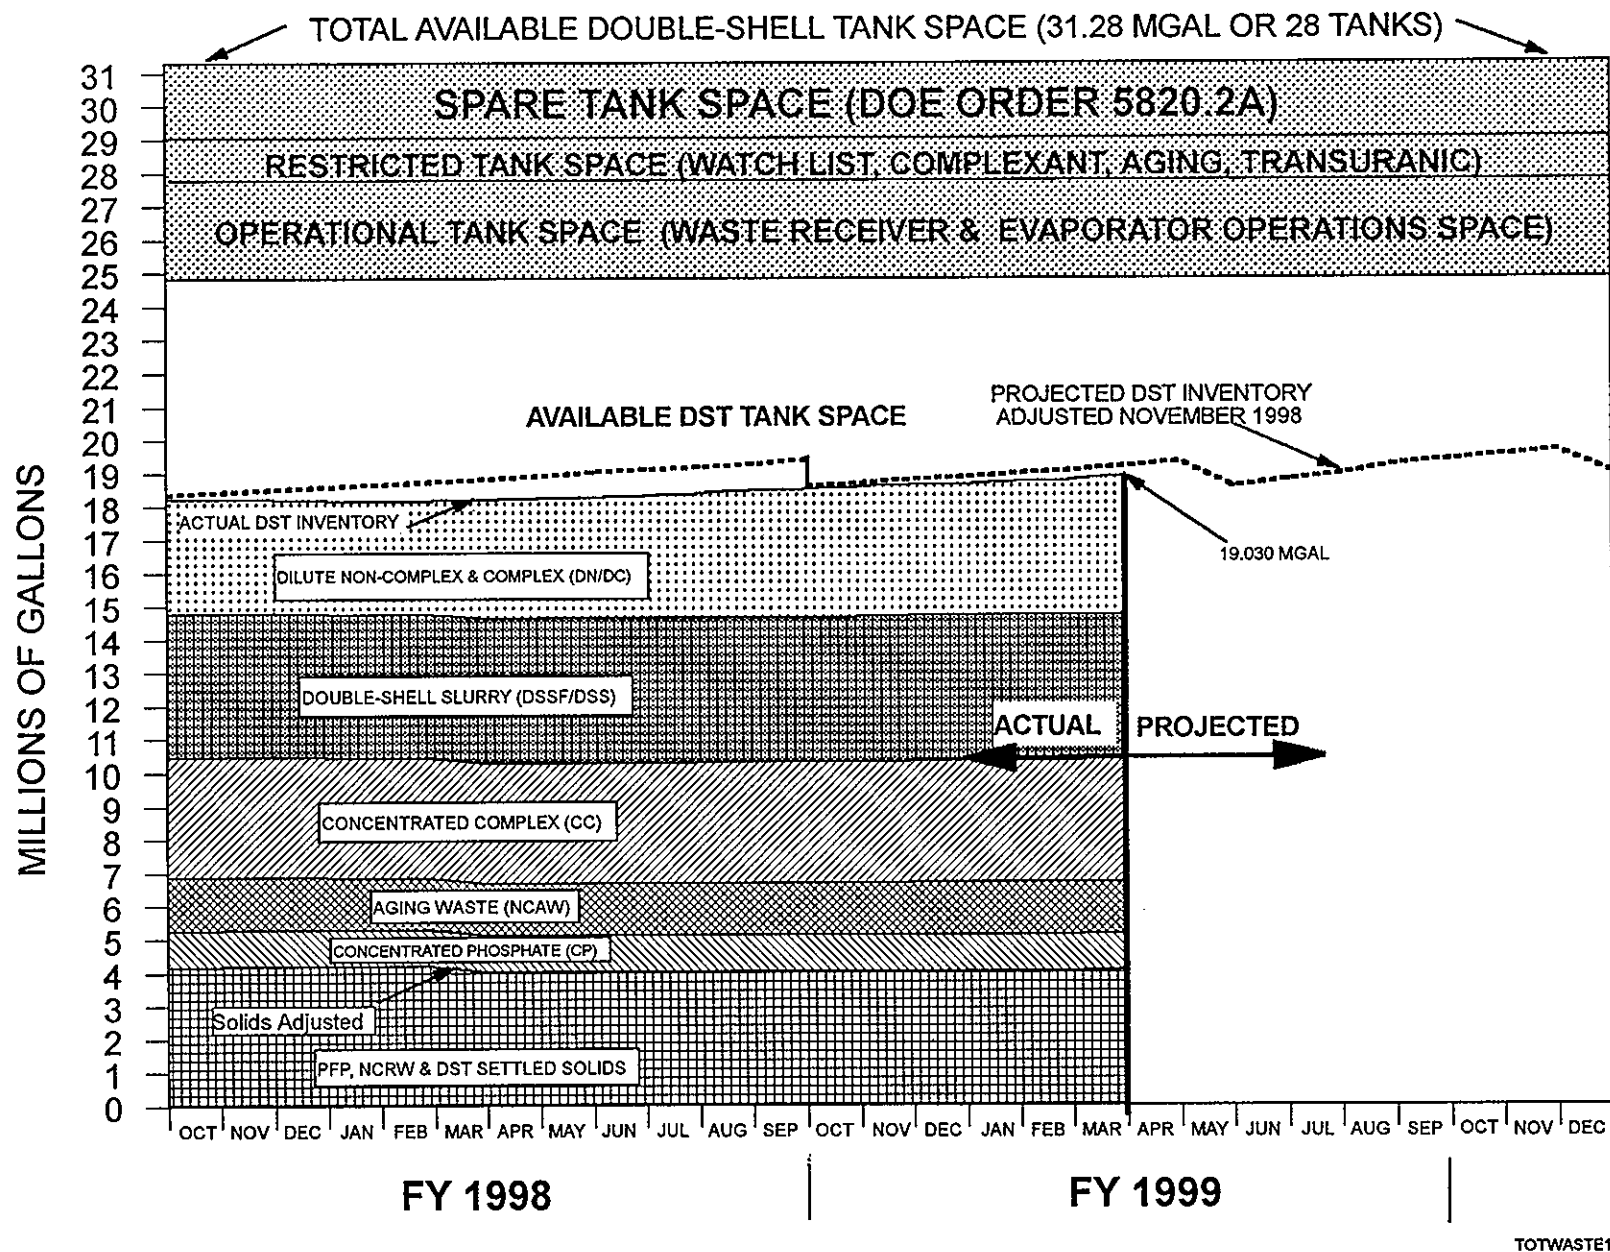 TOTAL AVAILABLE DOUBLE-SHELL TANK SPACE (31.28 MGAL OR 28 TANKS)
31
30
29
28
27
26
25
24
23
22
21
20
19
18
17
16
15
14
13
12
11
10
9
8
7
6
5
4
3
2
1
0
MILLIONS OF GALLONS
SPARE TANK SPACE (DOE ORDER 5820.2A)
RESTRICTED TANK SPACE (WATCH LIST, COMPLEXANT, AGING, TRANSURANIC)
OPERATIONAL TANK SPACE (WASTE RECEIVER & EVAPORATOR OPERATIONS SPACE)
AVAILABLE DST TANK SPACE
PROJECTED DST INVENTORY
ADJUSTED NOVEMBER 1998
ACTUAL DST INVENTORY
19.030 MGAL
DILUTE NON-COMPLEX & COMPLEX (DN/DC)
DOUBLE-SHELL SLURRY (DSSF/DSS)
ACTUAL PROJECTED
CONCENTRATED COMPLEX (CC)
AGING WASTE (NCAW)
CONCENTRATED PHOSPHATE (CP)
Solids Adjusted
PFP, NCRW & DST SETTLED SOLIDS
OCT NOV DEC JAN FEB MAR APR MAY JUN JUL AUG SEP OCT NOV DEC JAN FEB MAR APR MAY JUN JUL AUG SEP OCT NOV DEC
FY 1998 FY 1999
TOTWASTE1